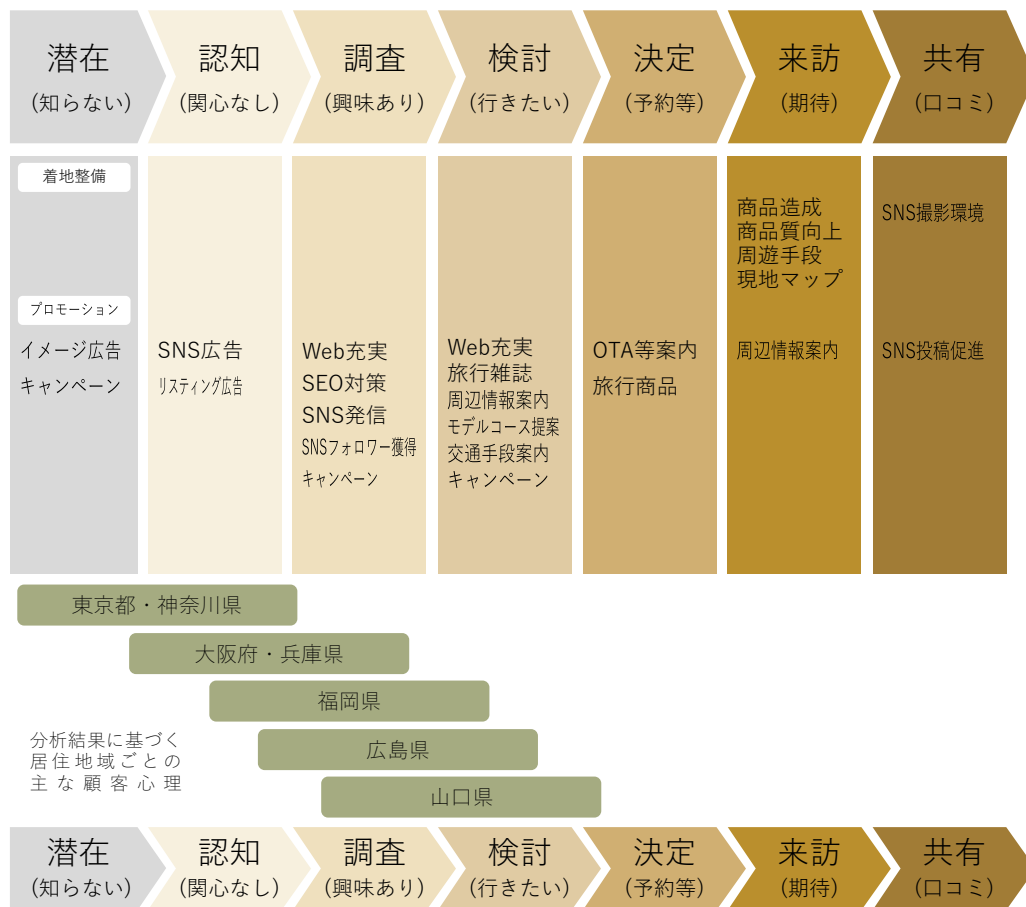 潜在
(知らない)
認知
(関心なし)
調査
(興味あり)
検討
(行きたい)
決定
(予約等)
来訪
(期待)
共有
(口コミ)
着地整備
商品造成
商品質向上
周遊手段
現地マップ
SNS撮影環境
プロモーション
イメージ広告
キャンペーン
SNS広告
リスティング広告
Web充実
SEO対策
SNS発信
SNSフォロワー獲得
キャンペーン
Web充実
旅行雑誌
周辺情報案内
モデルコース提案
交通手段案内
キャンペーン
OTA等案内
旅行商品
周辺情報案内
SNS投稿促進
東京都・神奈川県
大阪府・兵庫県
福岡県
広島県
山口県
分析結果に基づく
居住地域ごとの
主な顧客心理
潜在
(知らない)
認知
(関心なし)
調査
(興味あり)
検討
(行きたい)
決定
(予約等)
来訪
(期待)
共有
(口コミ)